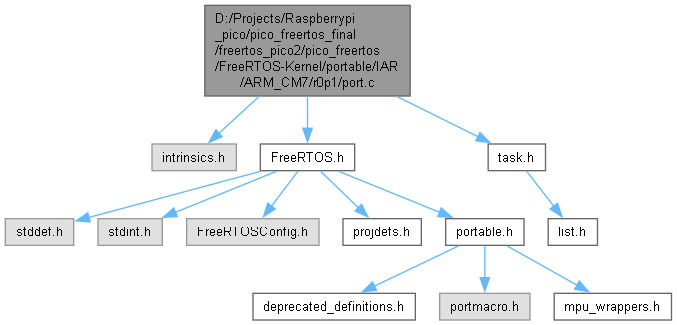 D:/Projects/Raspberrypi
_pico/pico_freertos_final
/freertos_pico2/pico_freertos
/FreeRTOS-Kernel/portable/IAR
/ARM_CM7/r0p1/port.c
intrinsics.h
FreeRTOS.h
task.h
stddef.h
stdint.h
FreeRTOSConfig.h
projdefs.h
portable.h
list.h
deprecated_definitions.h
portmacro.h
mpu_wrappers.h